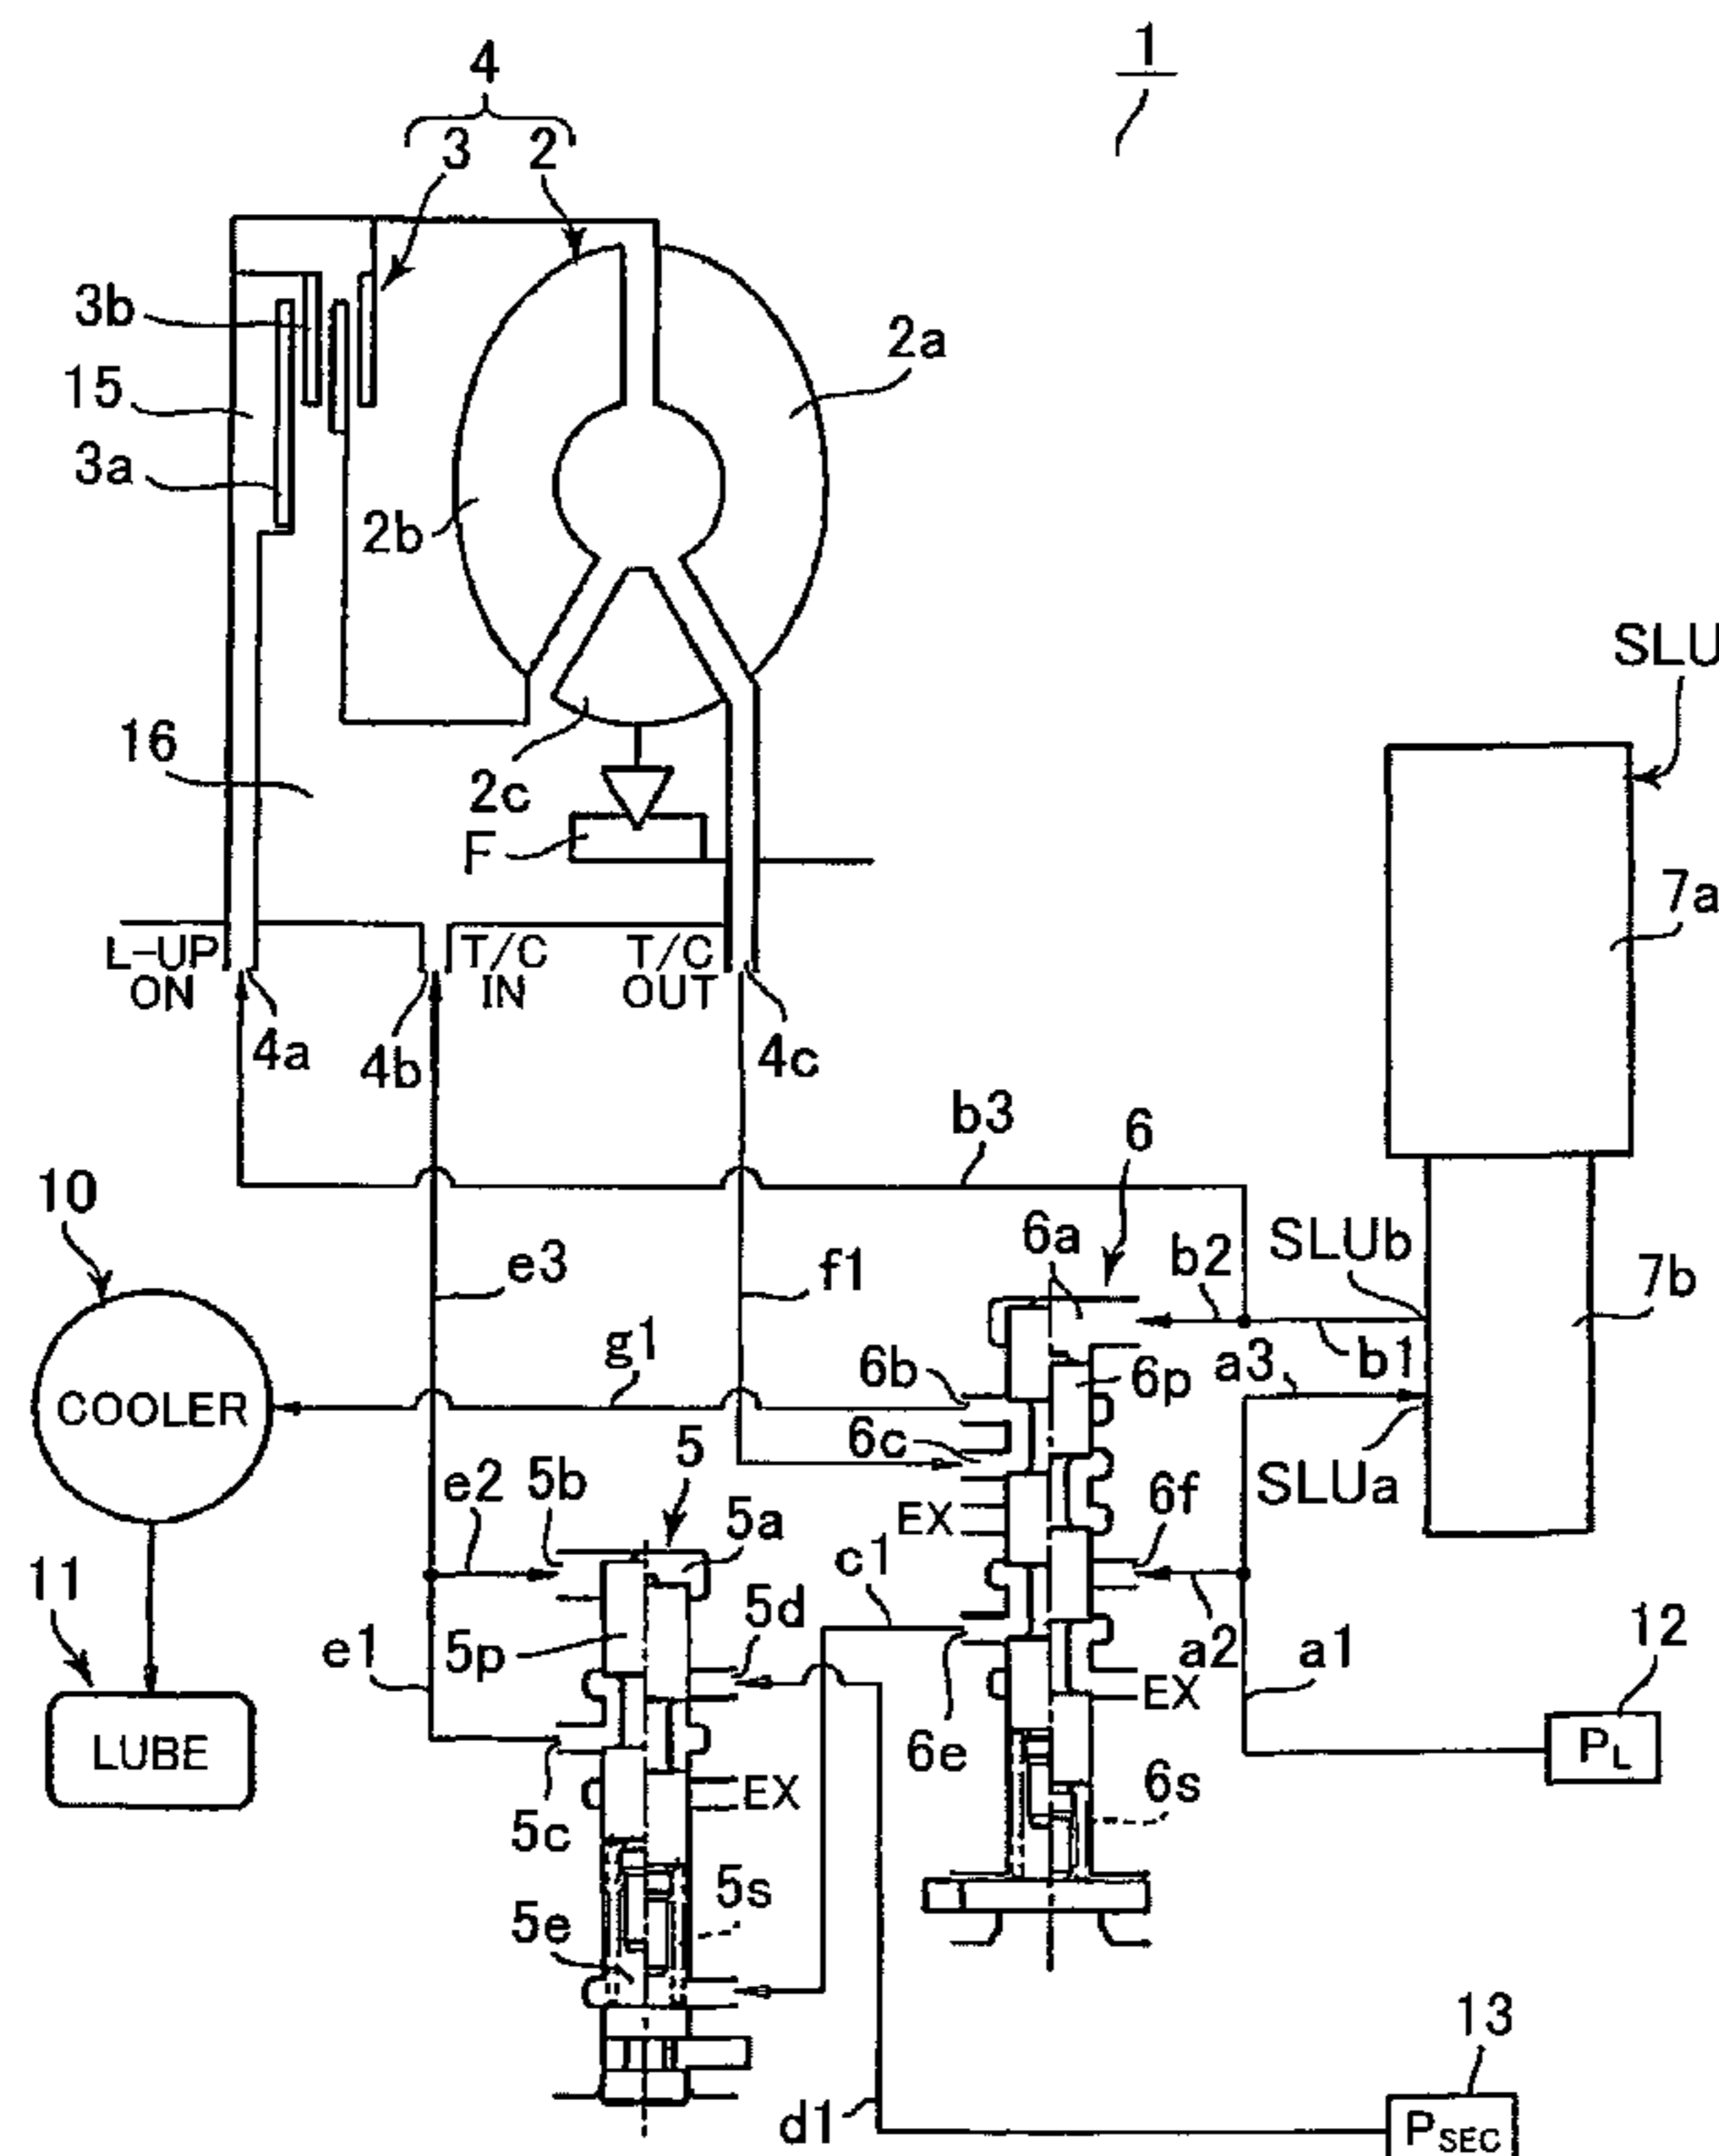 1
4
3 2
3b
2a
15
3a
2b
SLU
16
2c
7a
F
L-UP ON
T/C IN
T/C OUT
4a
4b
4c
b3
6
10
6a
SLUb
e3
f1
b2
7b
g1
b1
6b
a3
6p
COOLER
6c
5
SLUa
e2
5b
6f
EX
5a
c1
11
5d
12
e1
5p
a2
a1
EX
LUBE
6e
PL
6s
EX
5c
5s
5e
13
d1
PSEC